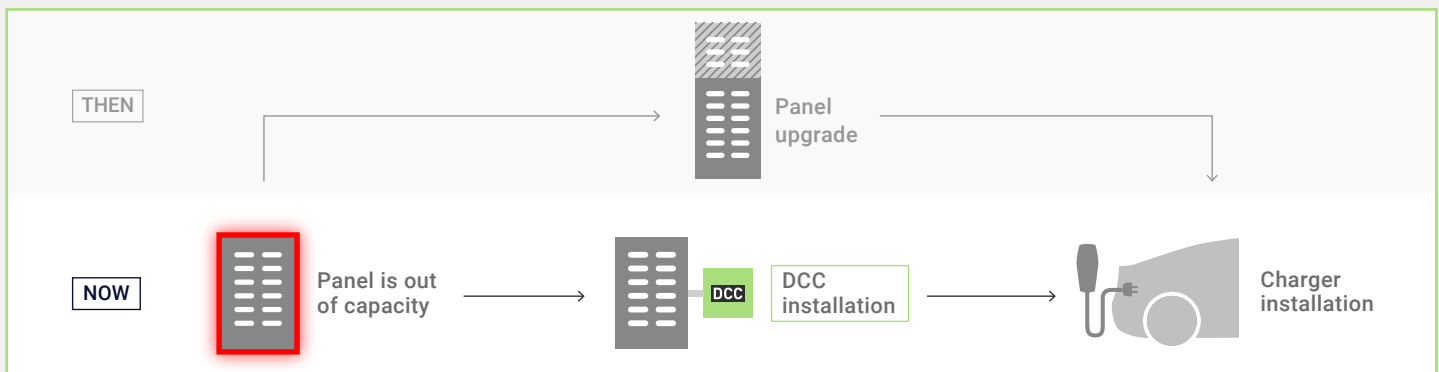 THEN
Panel
upgrade
NOW
Panel is out
of capacity
DCC
DCC
installation
Charger
installation